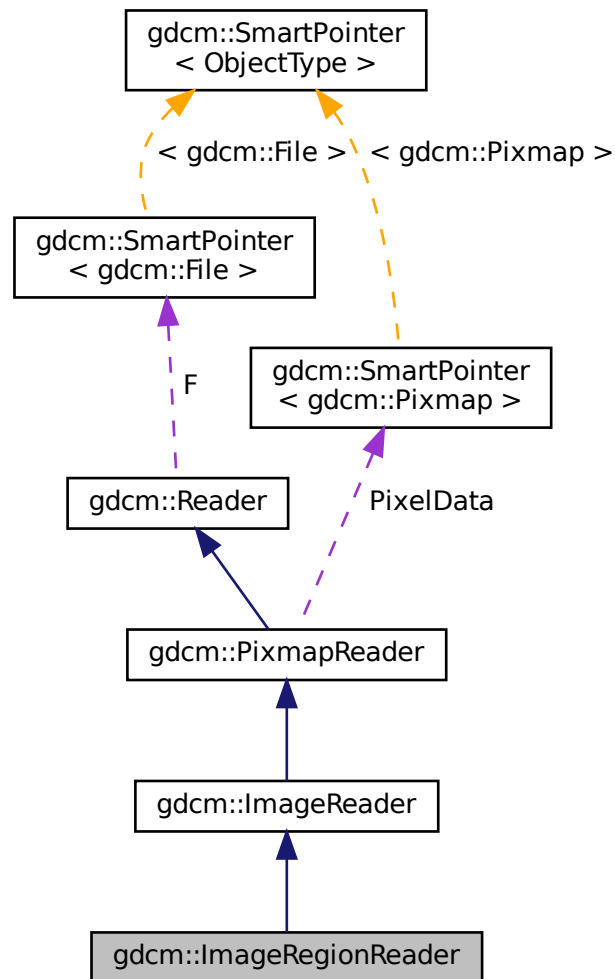 gdcm::SmartPointer
< ObjectType >
< gdcm::File >
< gdcm::Pixmap >
gdcm::SmartPointer
< gdcm::File >
gdcm::SmartPointer
< gdcm::Pixmap >
F
gdcm::Reader
PixelData
gdcm::PixmapReader
gdcm::ImageReader
gdcm::ImageRegionReader